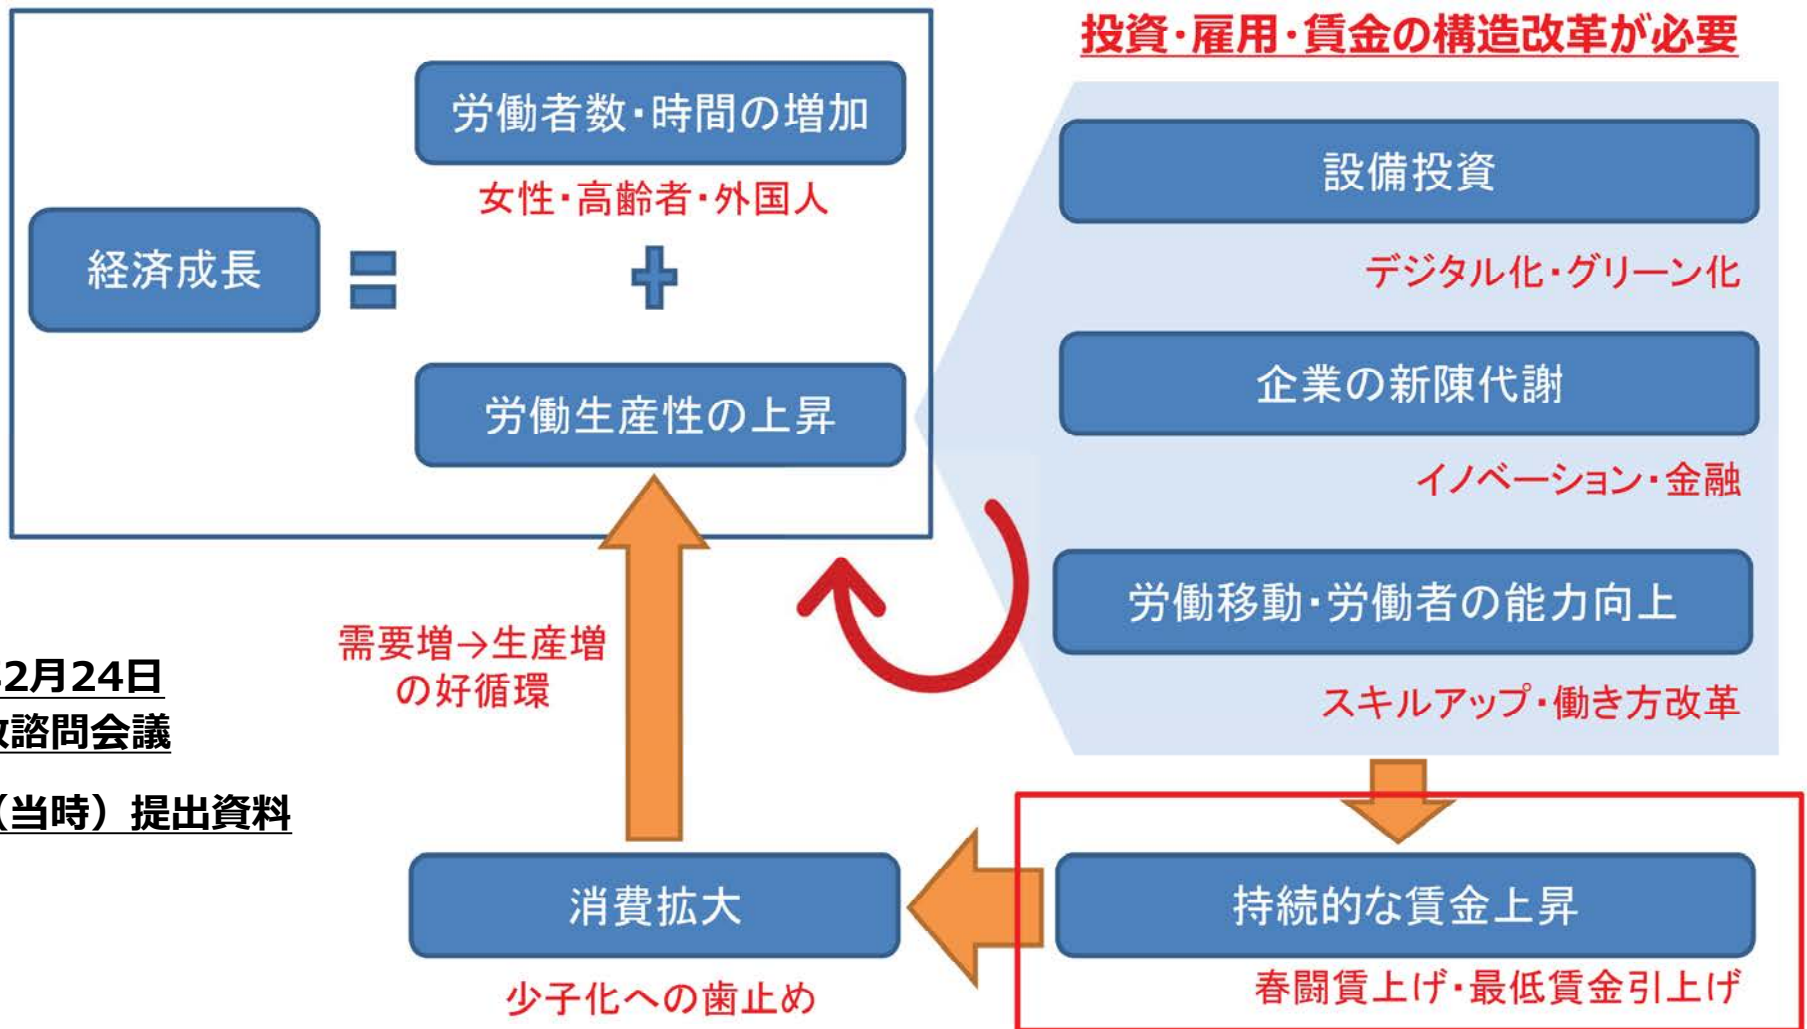 投資・雇用・賃金の構造改革が必要
労働者数・時間の増加
女性・高齢者・外国人
経済成長
=
+
労働生産性の上昇
設備投資
デジタル化・グリーン化
企業の新陳代謝
イノベーション・金融
労働移動・労働者の能力向上
スキルアップ・働き方改革
需要増→生産増
の好循環
2月24日
諮問会議
（当時）提出資料
消費拡大
少子化への歯止め
持続的な賃金上昇
春闘賃上げ・最低賃金引上げ